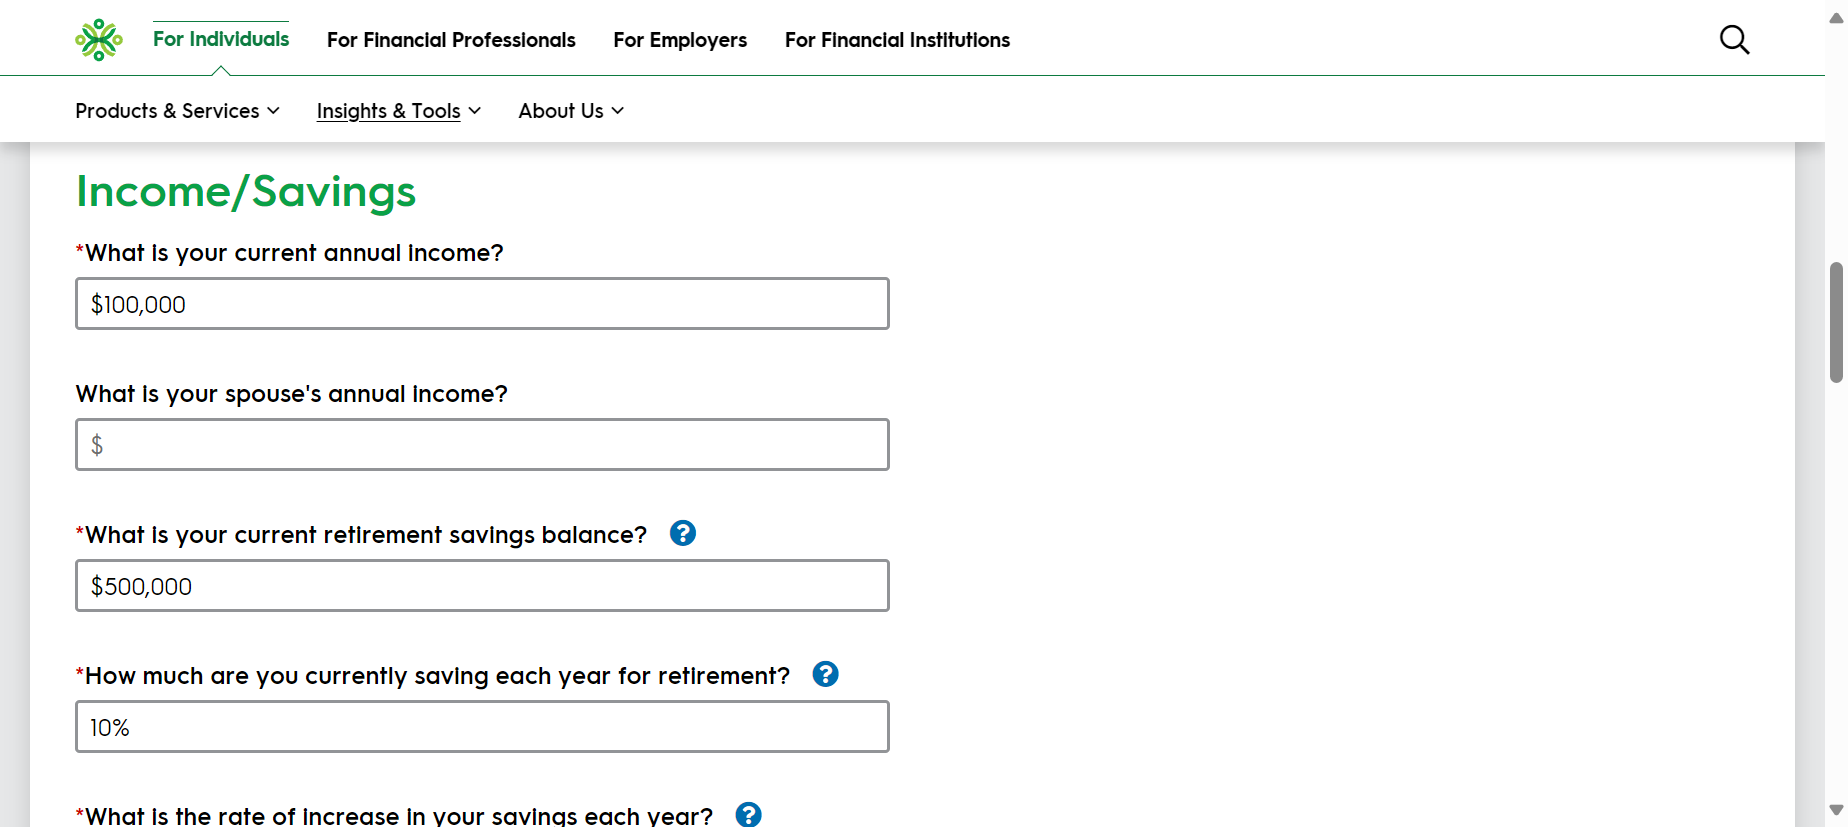 For Individuals For Financial Professionals For Employers For Financial Institutions
Products & Services Insights & Tools About Us
Income/Savings
*What is your current annual income?
$100,000
What is your spouse's annual income?
$
*What is your current retirement savings balance? ?
$500,000
*How much are you currently saving each year for retirement? ?
10%
*What is the rate of increase in your savings each year? ?